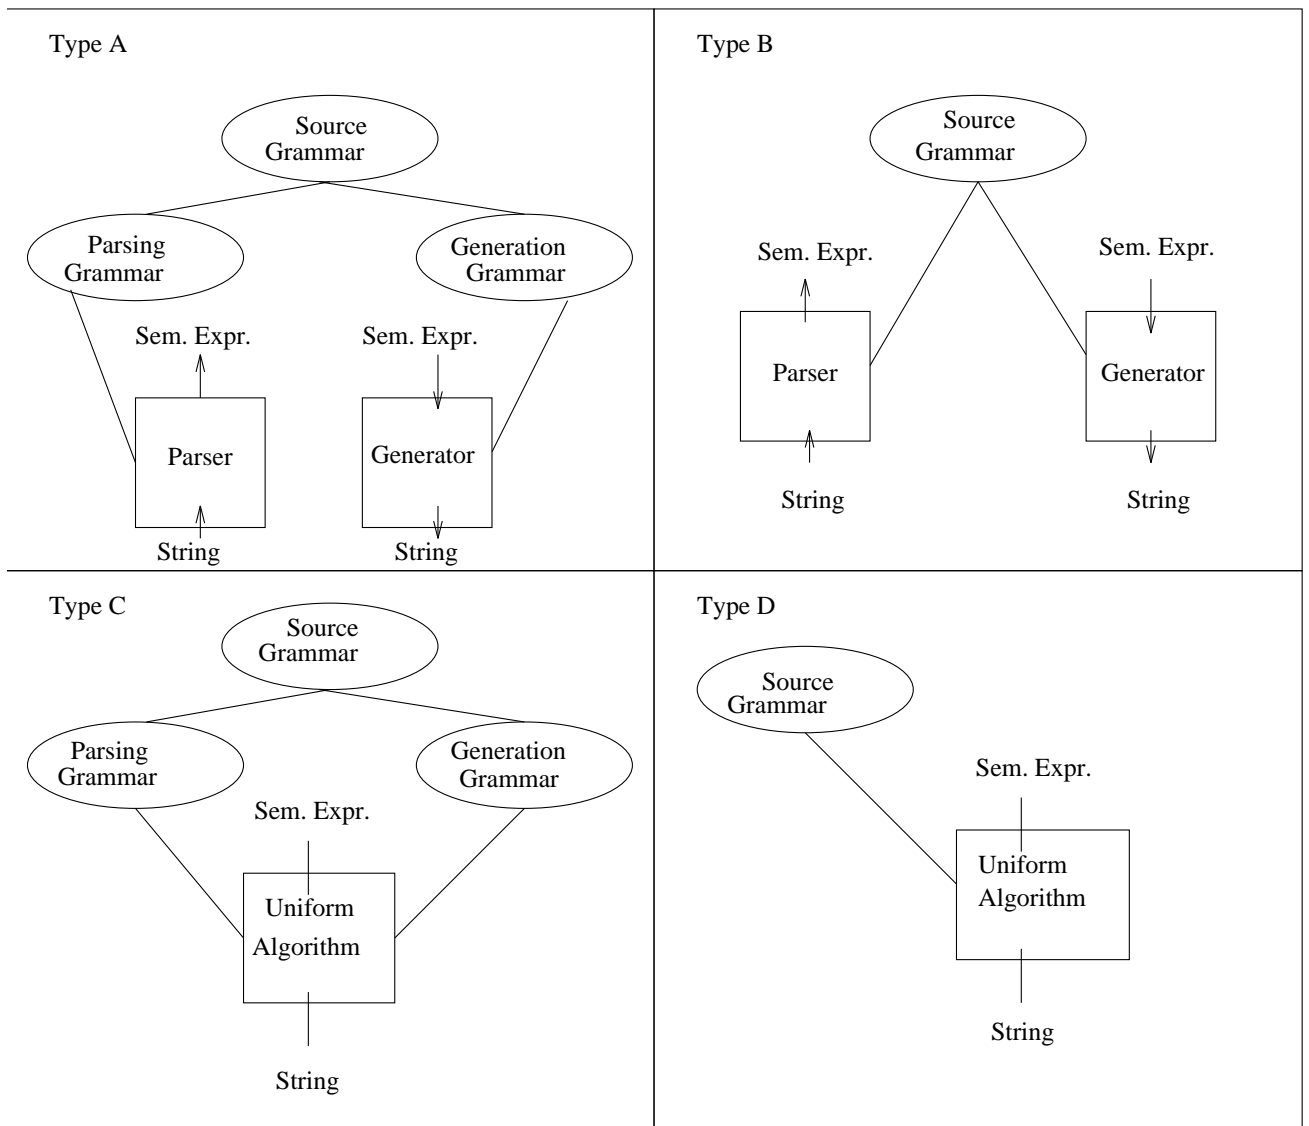 Type A
Source
Grammar
Parsing
Grammar
Generation
Grammar
Sem. Expr.
Sem. Expr.
Parser
Generator
String
String
Type B
Source
Grammar
Sem. Expr.
Sem. Expr.
Parser
Generator
String
String
Type C
Source
Grammar
Parsing
Grammar
Generation
Grammar
Sem. Expr.
Uniform
Algorithm
String
Type D
Source
Grammar
Sem. Expr.
Uniform
Algorithm
String